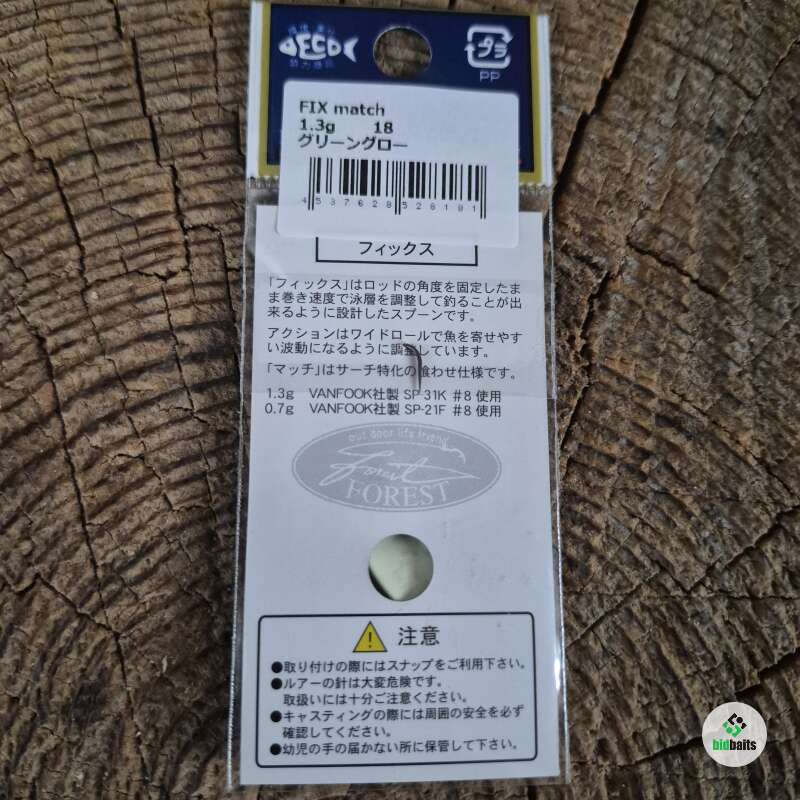 ECO
PP
プラ
FIX match
1.3g 18
グリーングロー
4 537628 528181
フィックス
「フィックス」はロッドの角度を固定したま
ま巻き速度で泳層を調整して釣ることが出
来るように設計したスプーンです。
アクションはワイドロールで魚を寄せやす
い波動になるように調整しています。
「マッチ」はサーチ特化の喰わせ仕様です。
1.3g VANFOOK社製 SP-31K #8 使用
0.7g VANFOOK社製 SP-21F #8 使用
out door life trying
Forest
FOREST
注意
●取り付けの際にはスナップをご利用下さい。
●ルアーの針は大変危険です。
取扱いには十分ご注意ください。
●キャスティングの際には周囲の安全を必ず
確認してください。
●幼児の手の届かない所に保管して下さい。
bidbaits